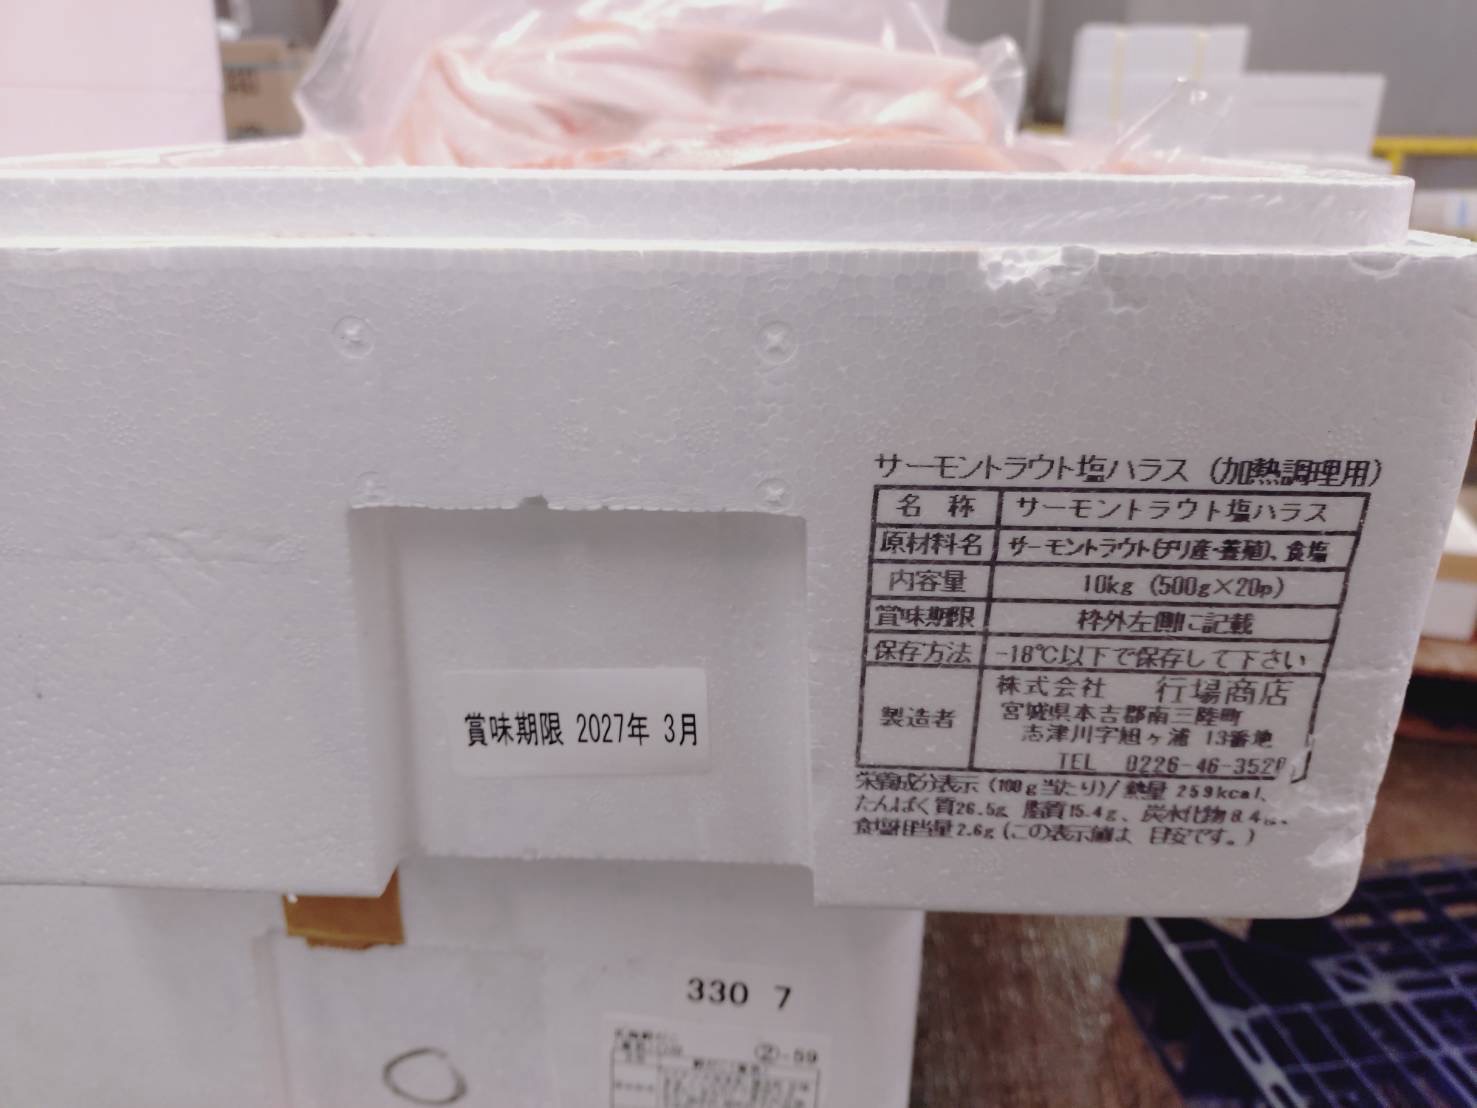 サーモントラウト塩ハラス（加熱調理用）
名 称 サーモントラウト塩ハラス
原材料名 サーモントラウト(チリ産・養殖)、食塩
内容量 10kg (500g×20p)
賞味期限 枠外左側に記載
保存方法 -18℃以下で保存して下さい
製造者 株式会社 行場商店
宮城県本吉郡南三陸町
志津川字旭ヶ浦 13番地
TEL 0226-46-3520
栄養成分表示（100g当たり）/ 熱量 259kcal、
たんぱく質26.5g、脂質15.4g、炭水化物
食塩相当量2.6g（この表示値は、目安です。）
賞味期限 2027年 3月
330 7
②-59